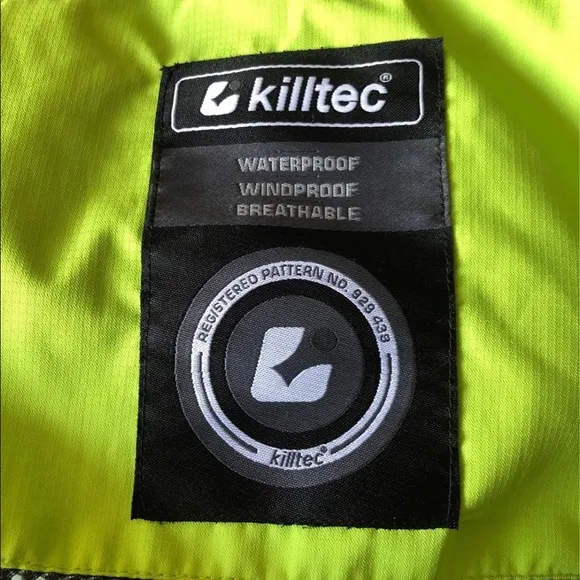 killtec®
WATERPROOF
WINDPROOF
BREATHABLE
REGISTERED PATTERN NO. 929 439
killtec®